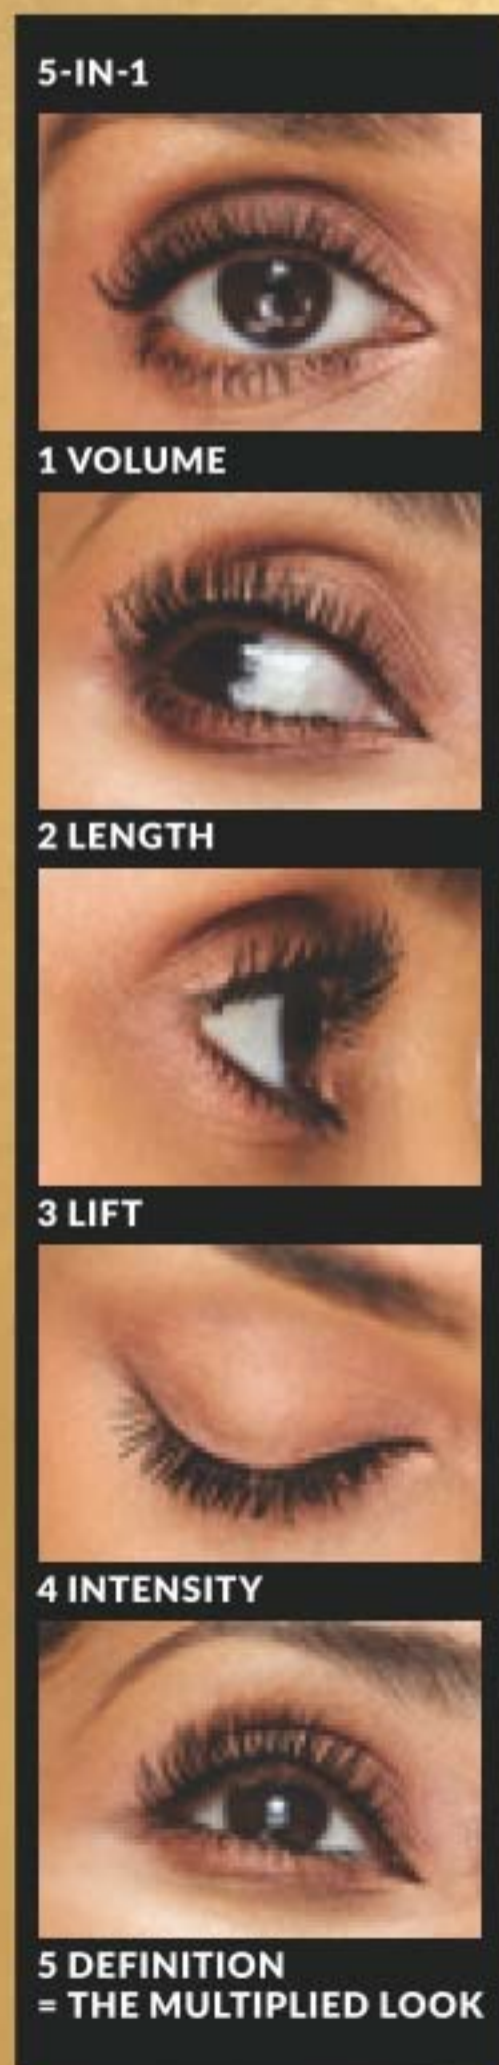 5-IN-1
1 VOLUME
2 LENGTH
3 LIFT
4 INTENSITY
5 DEFINITION
= THE MULTIPLIED LOOK